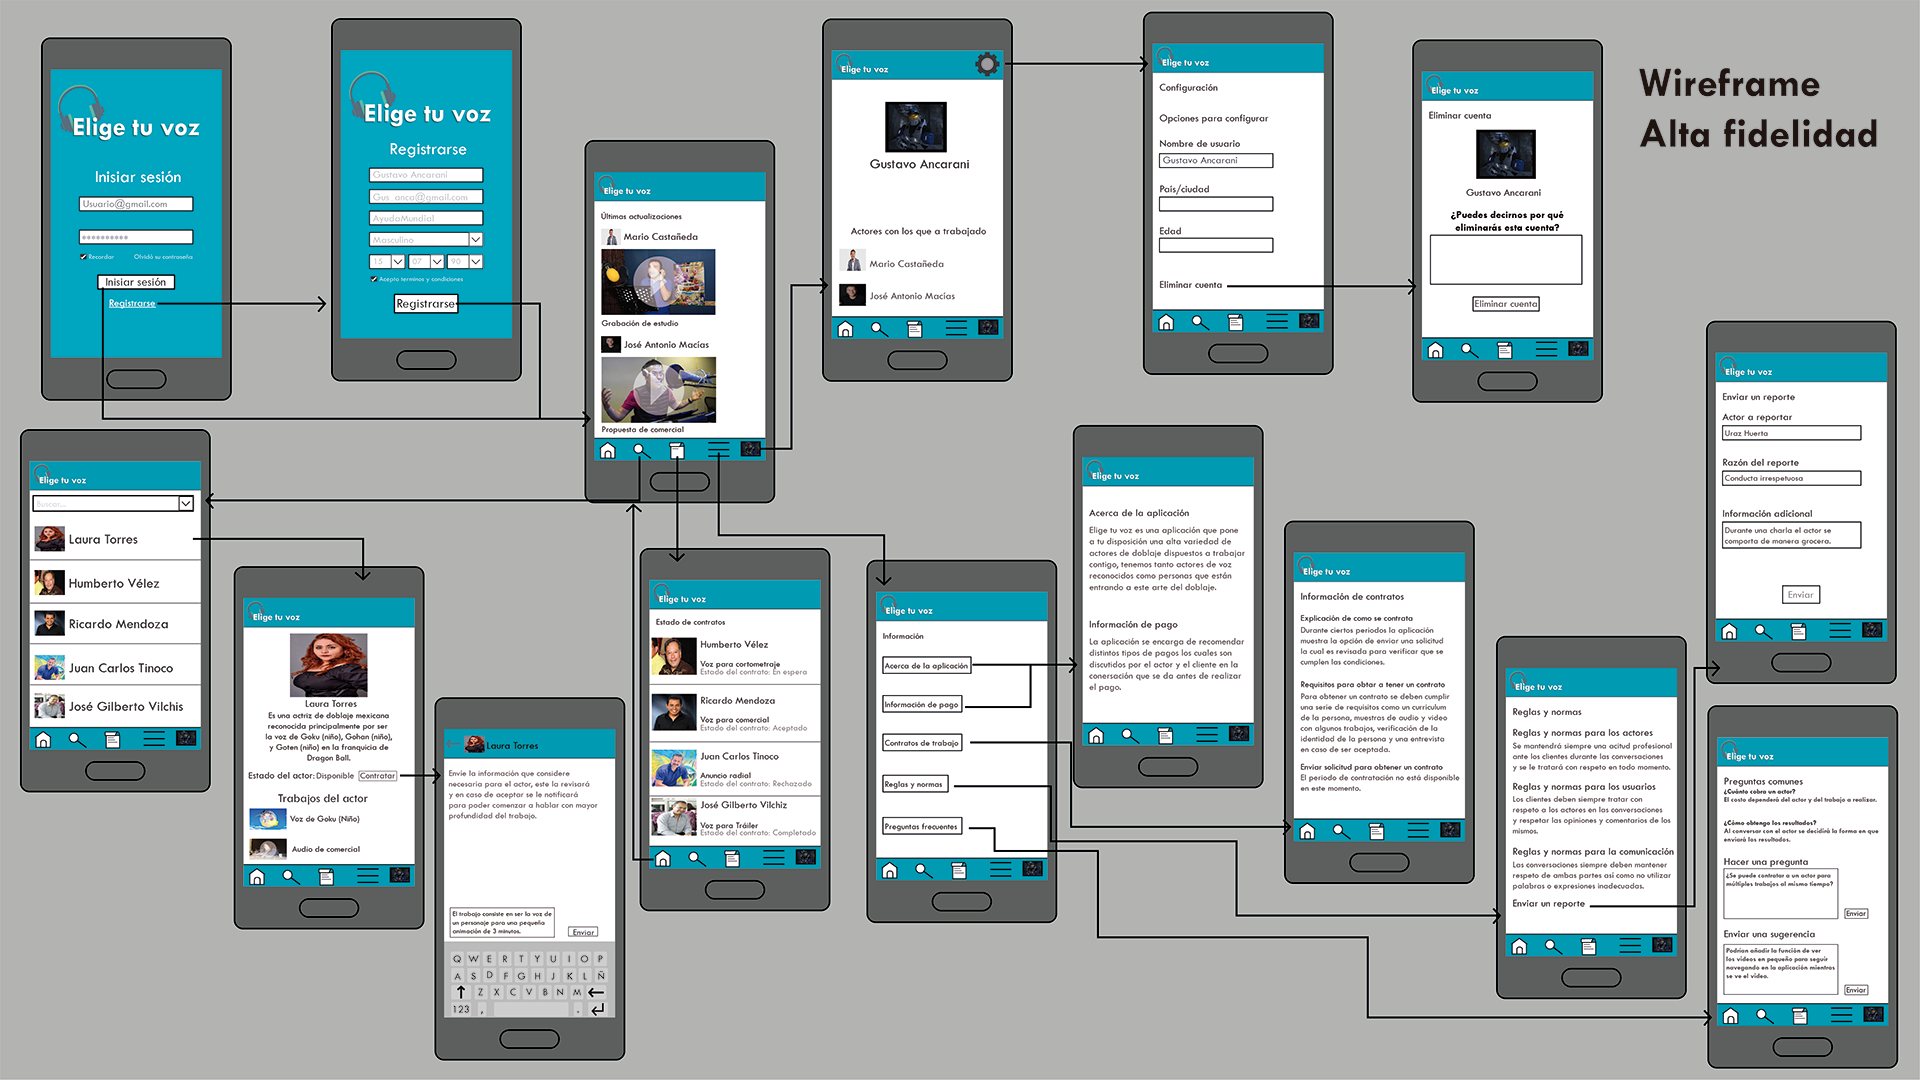 Wireframe
Alta fidelidad
Elige tu voz
Inisiar sesión
Usuario@gmail.com
**********
Recordar
Olvidó su contraseña
Iniciar sesión
Registrarse
Elige tu voz
Registrarse
Gustavo Ancarani
Gus_anca@gmail.com
AyudaMundial
Masculino
15
07
90
Acepto terminos y condiciones
Registrarse
Elige tu voz
Últimas actualizaciones
Mario Castañeda
Grabación de estudio
José Antonio Macías
Propuesta de comercial
Elige tu voz
Gustavo Ancarani
Actores con los que a trabajado
Mario Castañeda
José Antonio Macías
Elige tu voz
Configuración
Opciones para configurar
Nombre de usuario
Gustavo Ancarani
Pais/ciudad
Edad
Eliminar cuenta
Elige tu voz
Eliminar cuenta
Gustavo Ancarani
¿Puedes decirnos por qué
eliminarás esta cuenta?
Eliminar cuenta
Elige tu voz
Buscar...
Laura Torres
Humberto Vélez
Ricardo Mendoza
Juan Carlos Tinoco
José Gilberto Vilchis
Elige tu voz
Laura Torres
Es una actriz de doblaje mexicana
reconocida principalmente por ser
la voz de Goku (niño), Gohan (niño),
y Goten (niño) en la franquicia de
Dragon Ball.
Estado del actor: Disponible
Contratar
Trabajos del actor
Voz de Goku (Niño)
Audio de comercial
Laura Torres
Envíe la información que considere
necesaria para el actor, este la revisará
y en caso de aceptar se le notificará
para poder comenzar a hablar con mayor
profundidad del trabajo.
El trabajo consiste en ser la voz de
un personaje para una pequeña
animación de 3 minutos.
Enviar
Q W E R T Y U I O P
A S D F G H J K L Ñ
Z X C V B N M
123 , .
Elige tu voz
Estado de contratos
Humberto Vélez
Voz para cortometraje
Estado del contrato: En espera
Ricardo Mendoza
Voz para comercial
Estado del contrato: Aceptado
Juan Carlos Tinoco
Anuncio radial
Estado del contrato: Rechazado
José Gilberto Vilchiz
Voz para Tráiler
Estado del contrato: Completado
Elige tu voz
Información
Acerca de la aplicación
Información de pago
Contratos de trabajo
Reglas y normas
Preguntas frecuentes
Elige tu voz
Acerca de la aplicación
Elige tu voz es una aplicación que pone
a tu disposición una alta variedad de
actores de doblaje dispuestos a trabajar
contigo, tenemos tanto actores de voz
reconocidos como personas que están
entrando a este arte del doblaje.
Información de pago
La aplicación se encarga de recomendar
distintos tipos de pagos los cuales son
discutidos por el actor y el cliente en la
conersación que se da antes de realizar
el pago.
Elige tu voz
Información de contratos
Explicación de como se contrata
Durante ciertos periodos la aplicación
muestra la opción de enviar una solicitud
la cual es revisada para verificar que se
cumplen las condiciones.
Requisitos para obtar a tener un contrato
Para obtener un contrato se deben cumplir
una serie de requisitos como un curriculum
de la persona, muestras de audio y video
con algunos trabajos, verificación de la
identidad de la persona y una entrevista
en caso de ser aceptada.
Enviar solicitud para obtener un contrato
El periodo de contratación no está disponible
en este momento.
Elige tu voz
Reglas y normas
Reglas y normas para los actores
Se mantendrá siempre una acitud profesional
ante los clientes durante las conversaciones
y se le tratará con respeto en todo momento.
Reglas y normas para los usuarios
Los clientes deben siempre tratar con
respeto a los actores en las conversaciones
y respetar las opiniones y comentarios de los
mismos.
Reglas y normas para la comunicación
Las conversaciones siempre deben mantener
respeto de ambas partes así como no utilizar
palabras o expresiones inadecuadas.
Enviar un reporte
Elige tu voz
Enviar un reporte
Actor a reportar
Uraz Huerta
Razón del reporte
Conducta irrespetuosa
Información adicional
Durante una charla el actor se
comporta de manera grocera.
Enviar
Elige tu voz
Preguntas comunes
¿Cuánto cobra un actor?
El costo dependerá del actor y del trabajo a realizar.
¿Cómo obtengo los resultados?
Al conversar con el actor se decidirá la forma en que
enviará los resultados.
Hacer una pregunta
¿Se puede contratar a un actor para
múltiples trabajos al mismo tiempo?
Enviar
Enviar una sugerencia
Podrían añadir la función de ver
los videos en pequeño para seguir
navegando en la aplicación mientras
se ve el vídeo.
Enviar